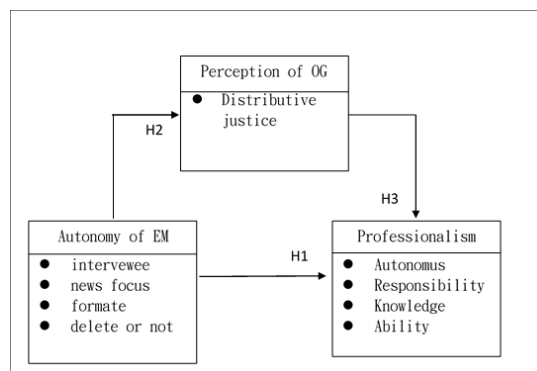 Perception of OG
● Distributive
justice
H2
H3
Autonomy of EM
● intervewee
● news focus
● formate
● delete or not
H1
Professionalism
● Autonomus
● Responsibility
● Knowledge
● Ability